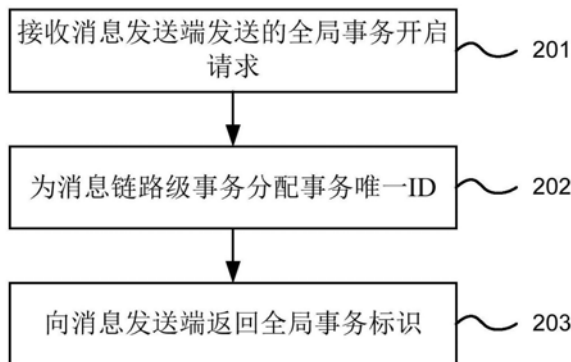 接收消息发送端发送的全局事务开启
请求
201
为消息链路级事务分配事务唯一ID
202
向消息发送端返回全局事务标识
203